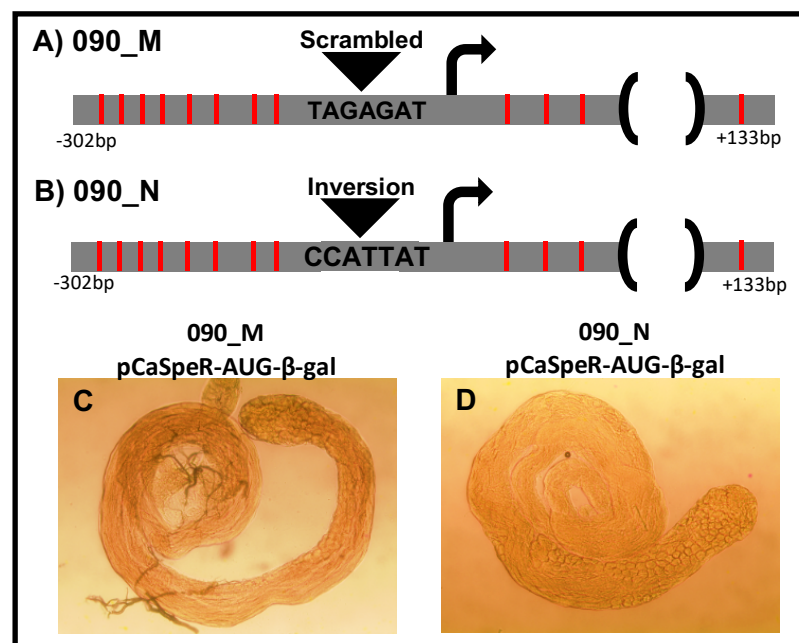 A) 090_M
Scrambled
TAGAGAT
-302bp
+133bp
B) 090_N
Inversion
CCATTAT
-302bp
+133bp
090_M
pCaSpeR-AUG-β-gal
090_N
pCaSpeR-AUG-β-gal
C
D